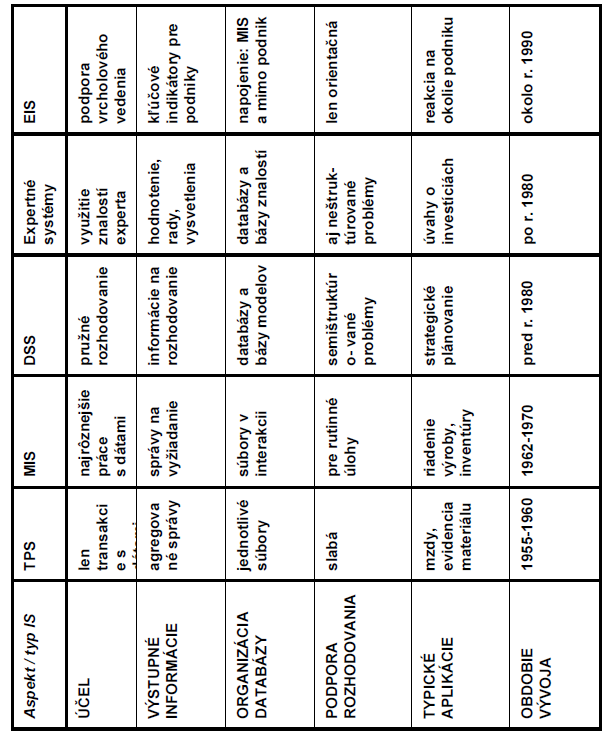 Aspekt / typ IS
TPS
MIS
DSS
Expertné
systémy
EIS
ÚČEL
len
transakci
e s
najrôznejšie
práce
s dátami
pružné
rozhodovanie
využitie
znalostí
experta
podpora
vrcholového
vedenia
VÝSTUPNÉ
INFORMÁCIE
agregova
né správy
správy na
vyžiadanie
informácie na
rozhodovanie
hodnotenie,
rady,
vysvetlenia
kľúčové
indikátory pre
podniky
ORGANIZÁCIA
DATABÁZY
jednotlivé
súbory
súbory v
interakcii
databázy a
bázy modelov
databázy a
bázy znalostí
napojenie: MIS
a mimo podnik
PODPORA
ROZHODOVANIA
slabá
pre rutinné
úlohy
semištruktúr
o- vané
problémy
aj neštruk-
túrované
problémy
len orientačná
TYPICKÉ
APLIKÁCIE
mzdy,
evidencia
materiálu
riadenie
výroby,
inventúry
strategické
plánovanie
úvahy o
investíciách
reakcia na
okolie podniku
OBDOBIE
VÝVOJA
1955-1960
1962-1970
pred r. 1980
po r. 1980
okolo r. 1990